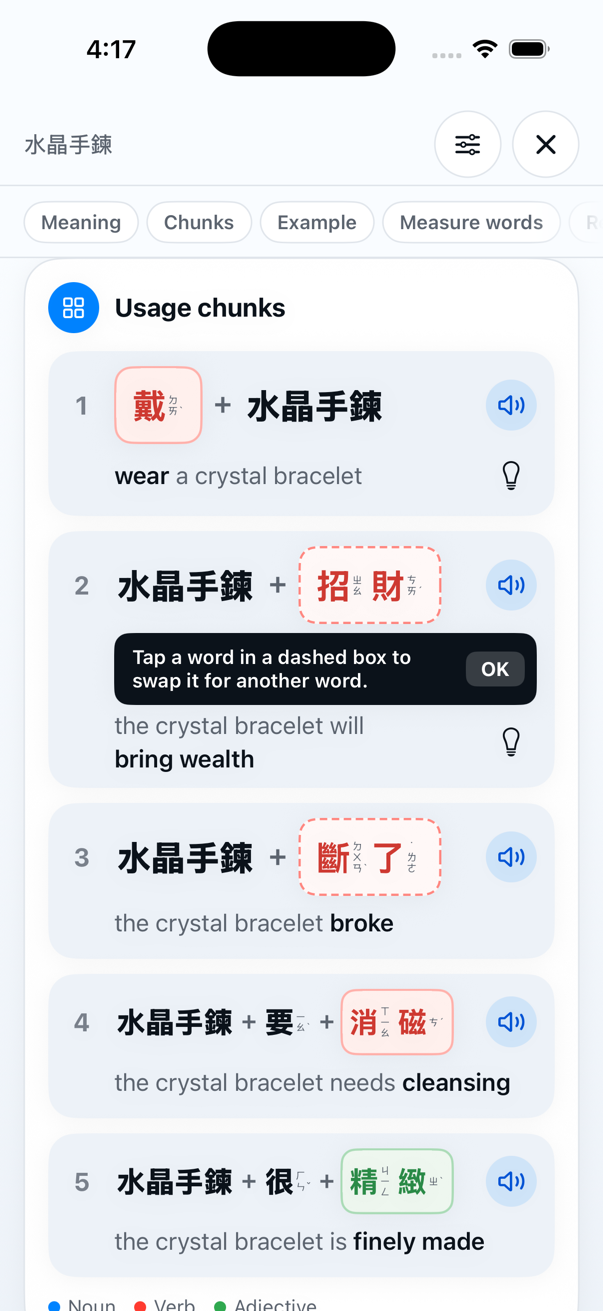 4:17
水晶手鍊
Meaning
Chunks
Example
Measure words
Usage chunks
1 戴ㄉㄞˋ + 水晶手鍊
wear a crystal bracelet
2 水晶手鍊 + 招ㄓㄠ 財ㄘㄞˊ
Tap a word in a dashed box to
swap it for another word.
OK
the crystal bracelet will
bring wealth
3 水晶手鍊 + 斷ㄉㄨㄢˋ 了˙ㄌㄜ
the crystal bracelet broke
4 水晶手鍊 + 要ㄧㄠˋ + 消ㄒㄧㄠ 磁ㄘˊ
the crystal bracelet needs cleansing
5 水晶手鍊 + 很ㄏㄣˇ + 精ㄐㄧㄥ 緻ㄓˋ
the crystal bracelet is finely made
Noun Verb Adjective